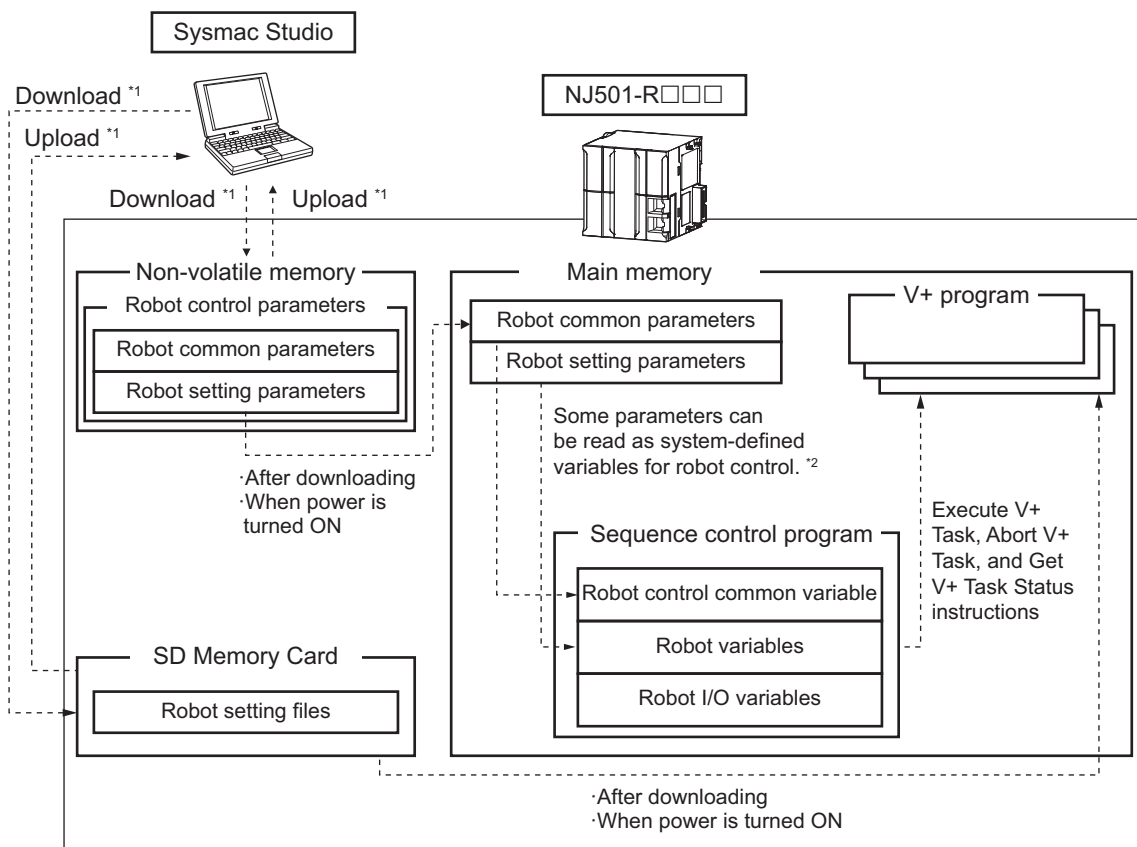 Sysmac Studio
NJ501-R□□□
Download *1
Upload *1
Download *1
Upload *1
Non-volatile memory
Robot control parameters
Robot common parameters
Robot setting parameters
·After downloading
·When power is
turned ON
Main memory
Robot common parameters
Robot setting parameters
Some parameters can
be read as system-defined
variables for robot control. *2
V+ program
Sequence control program
Robot control common variable
Robot variables
Robot I/O variables
Execute V+
Task, Abort V+
Task, and Get
V+ Task Status
instructions
SD Memory Card
Robot setting files
·After downloading
·When power is turned ON